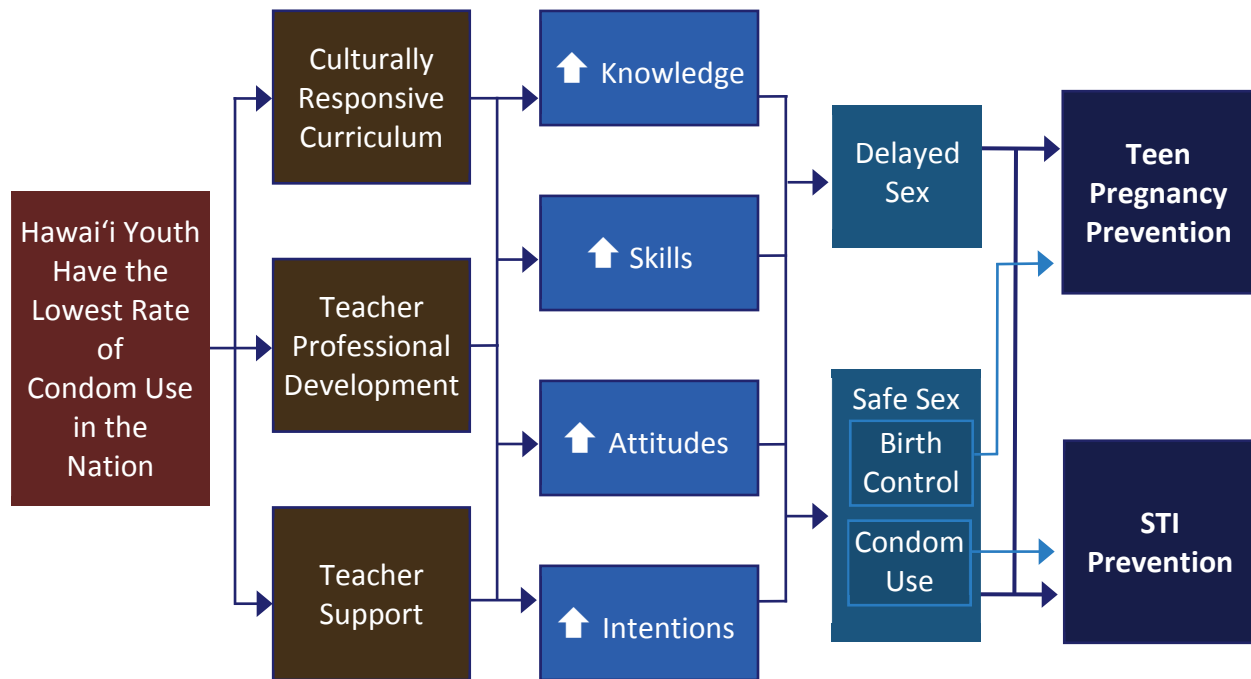 Hawai‘i Youth
Have the
Lowest Rate
of
Condom Use
in the
Nation
Culturally
Responsive
Curriculum
Teacher
Professional
Development
Teacher
Support
Knowledge
Skills
Attitudes
Intentions
Delayed
Sex
Safe Sex
Birth
Control
Condom
Use
Teen
Pregnancy
Prevention
STI
Prevention